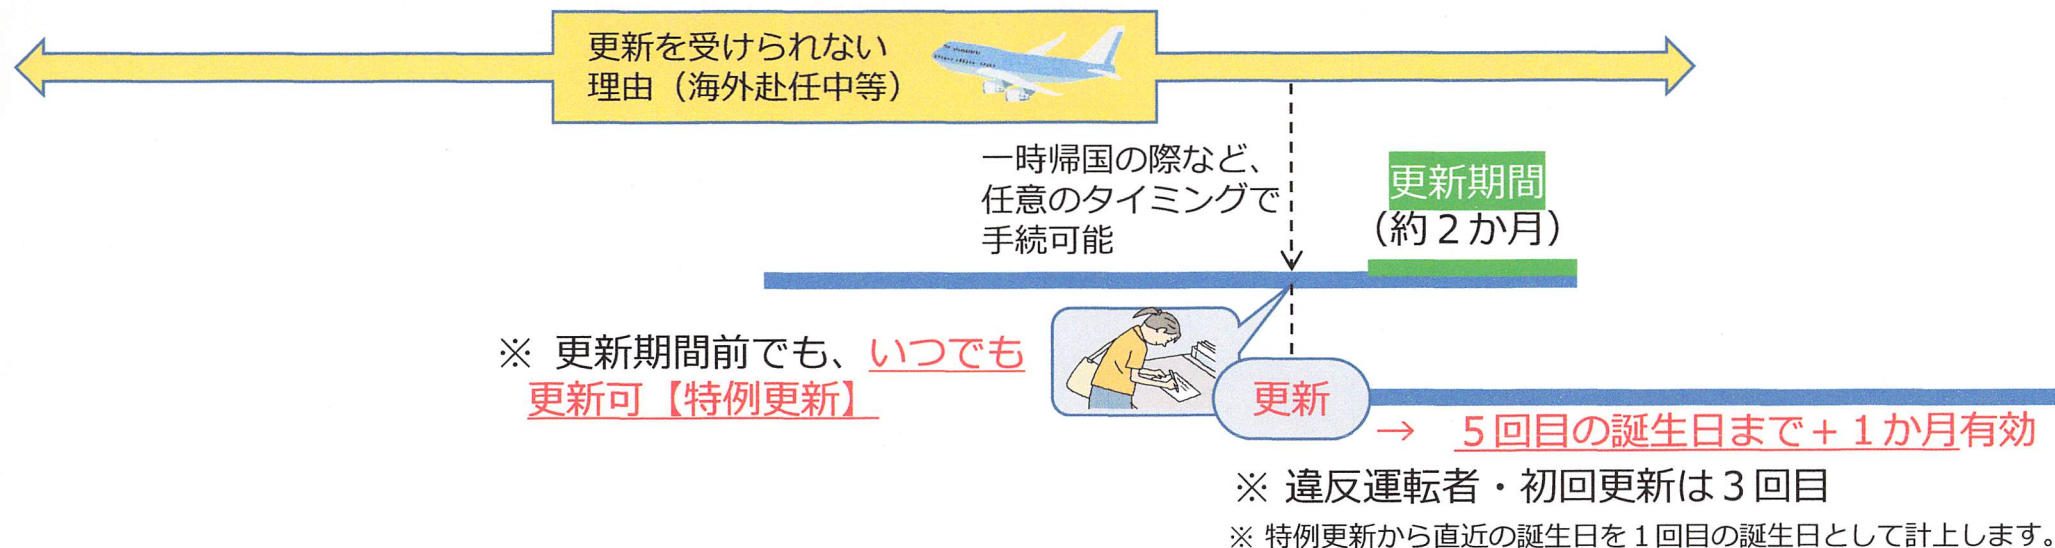 更新を受けられない
理由（海外赴任中等）
一時帰国の際など、
任意のタイミングで
手続可能
更新期間
（約２か月）
※ 更新期間前でも、いつでも
更新可【特例更新】
更新
→ ５回目の誕生日まで＋１か月有効
※ 違反運転者・初回更新は３回目
※ 特例更新から直近の誕生日を１回目の誕生日として計上します。